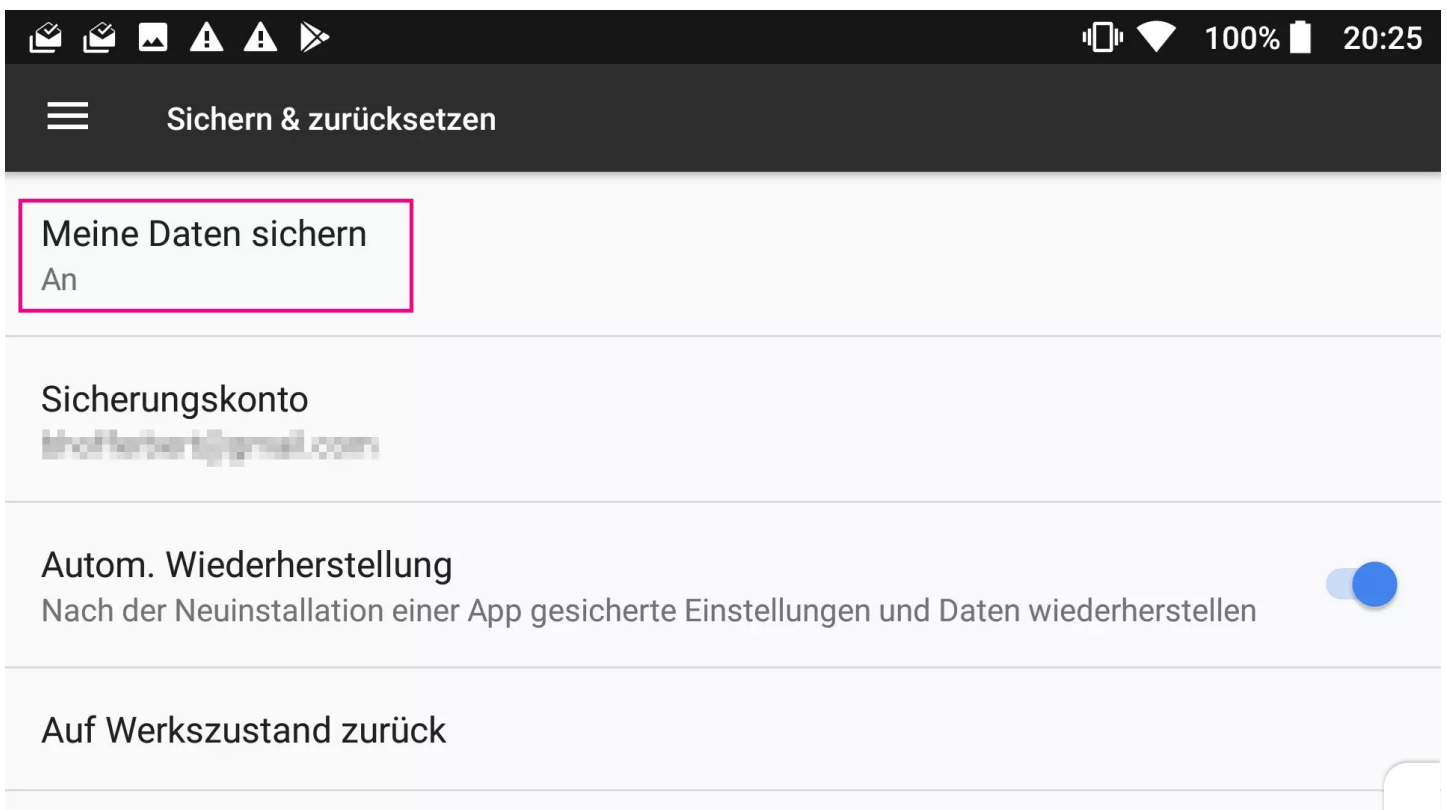 100% 20:25
Sichern & zurücksetzen
Meine Daten sichern
An
Sicherungskonto
Autom. Wiederherstellung
Nach der Neuinstallation einer App gesicherte Einstellungen und Daten wiederherstellen
Auf Werkszustand zurück